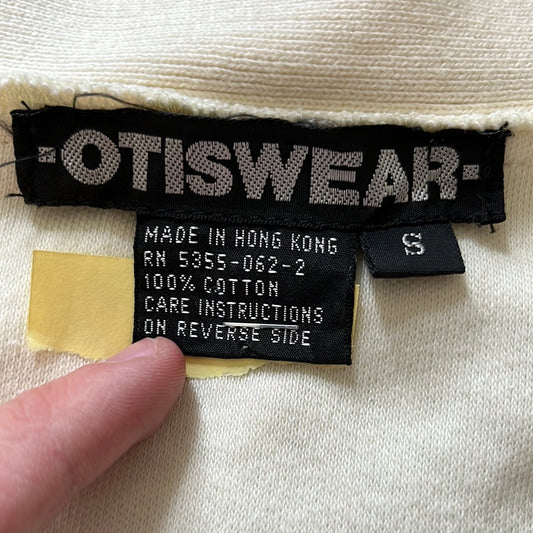 -OTISWEAR-
S
MADE IN HONG KONG
RN 5355-062-2
100% COTTON
CARE INSTRUCTIONS
ON REVERSE SIDE